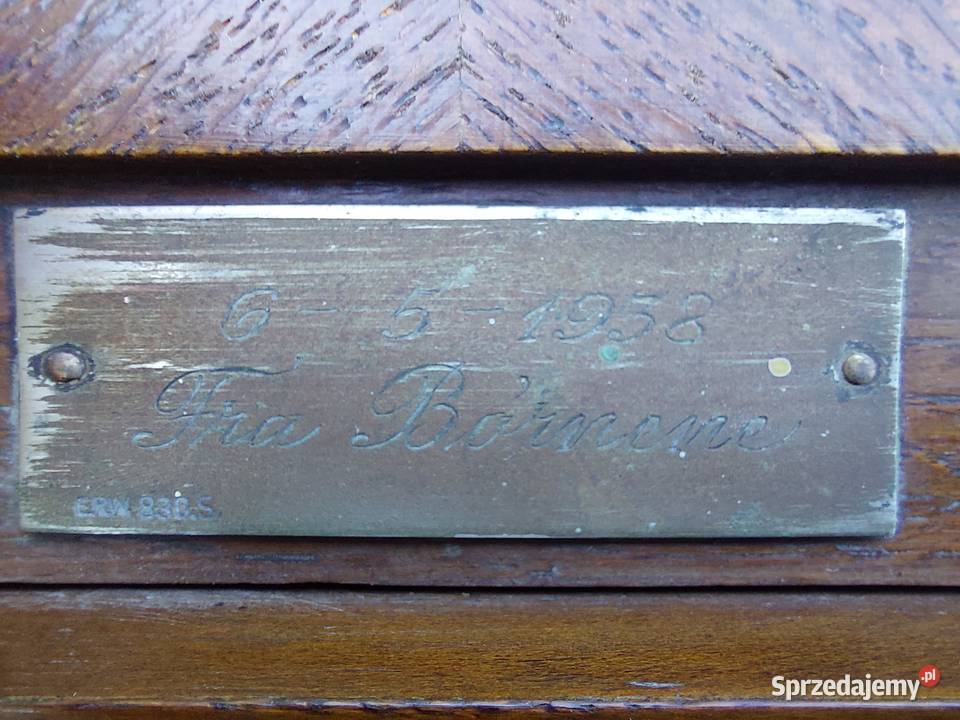 6 - 5 - 1938
Fra Børnene
ERW. 830.S.
Sprzedajemy.pl